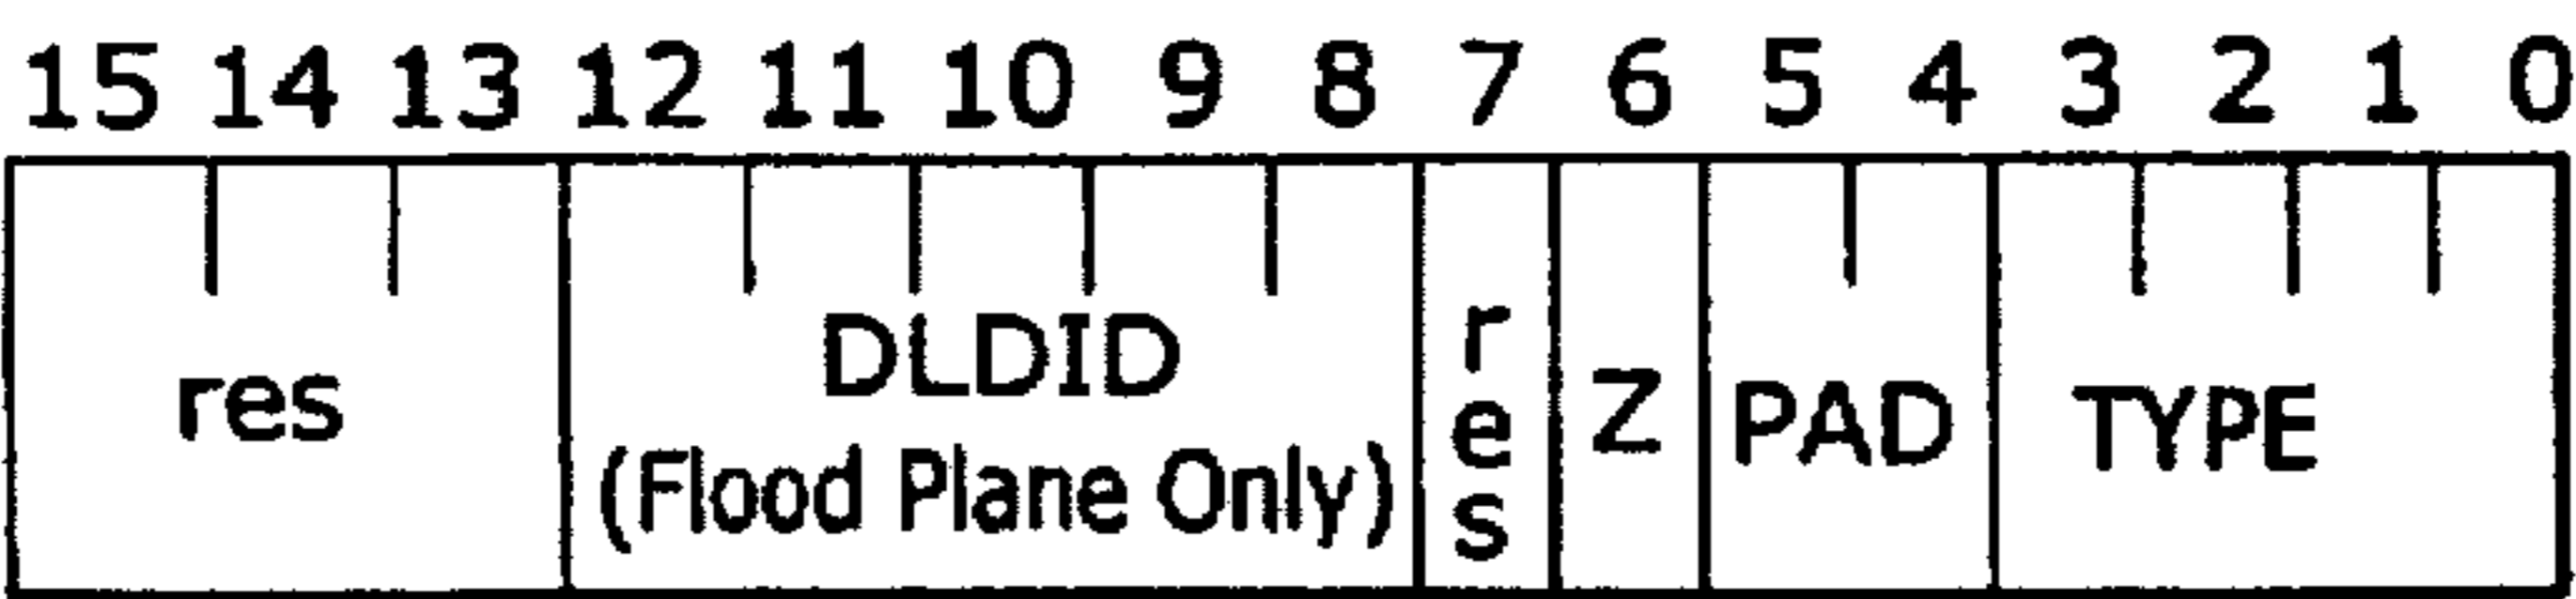 15 14 13 12 11 10 9 8 7 6 5 4 3 2 1 0
res
DLDID
(Flood Plane Only)
res
Z
PAD
TYPE